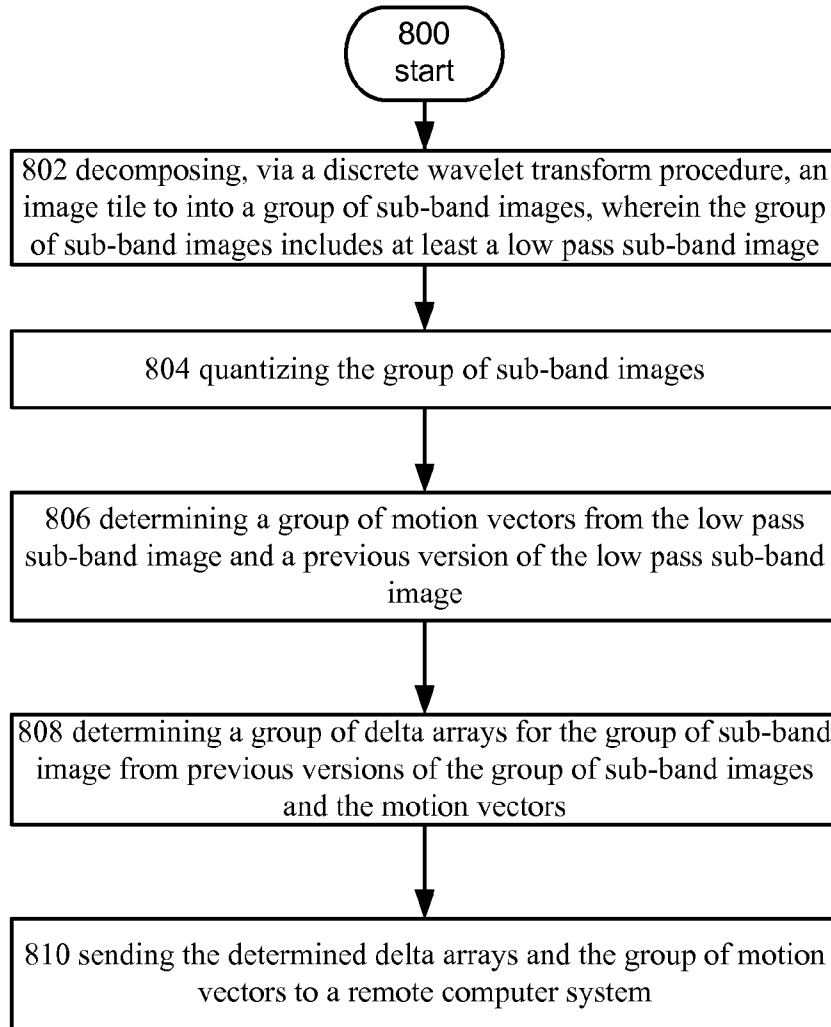 800
start
802 decomposing, via a discrete wavelet transform procedure, an
image tile to into a group of sub-band images, wherein the group
of sub-band images includes at least a low pass sub-band image
804 quantizing the group of sub-band images
806 determining a group of motion vectors from the low pass
sub-band image and a previous version of the low pass sub-band
image
808 determining a group of delta arrays for the group of sub-band
image from previous versions of the group of sub-band images
and the motion vectors
810 sending the determined delta arrays and the group of motion
vectors to a remote computer system